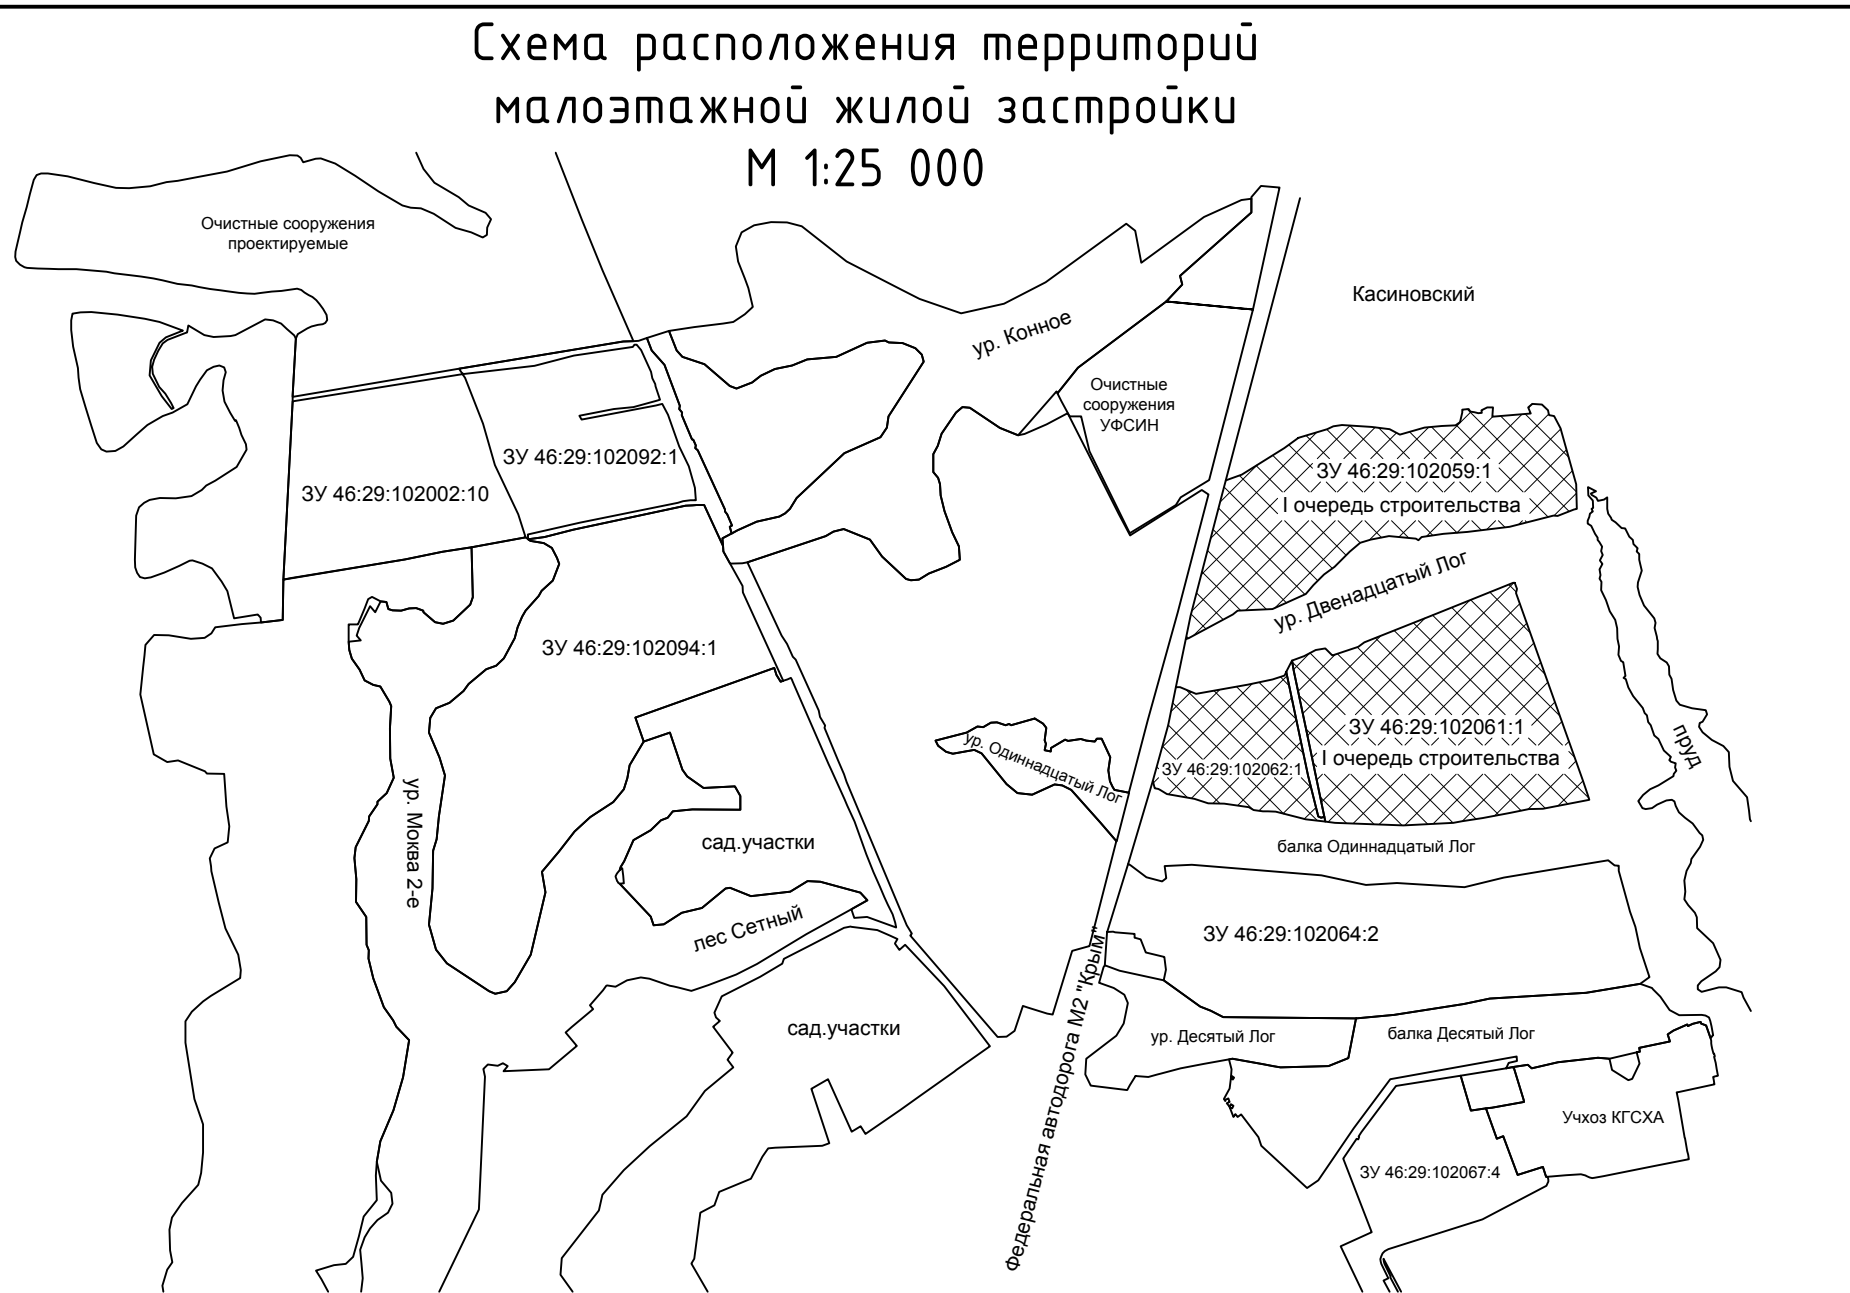 Схема расположения территорий
малоэтажной жилой застройки
М 1:25 000
Очистные сооружения
проектируемые
Касиновский
ур. Конное
Очистные
сооружения
УФСИН
ЗУ 46:29:102092:1
ЗУ 46:29:102002:10
ЗУ 46:29:102059:1
I очередь строительства
ур. Двенадцатый Лог
ЗУ 46:29:102094:1
ЗУ 46:29:102061:1
I очередь строительства
ЗУ 46:29:102062:1
пруд
ур. Одиннадцатый Лог
ур. Моква 2-е
сад.участки
балка Одиннадцатый Лог
лес Сетный
ЗУ 46:29:102064:2
сад.участки
Федеральная автодорога М2 "Крым"
ур. Десятый Лог
балка Десятый Лог
Учхоз КГСХА
ЗУ 46:29:102067:4